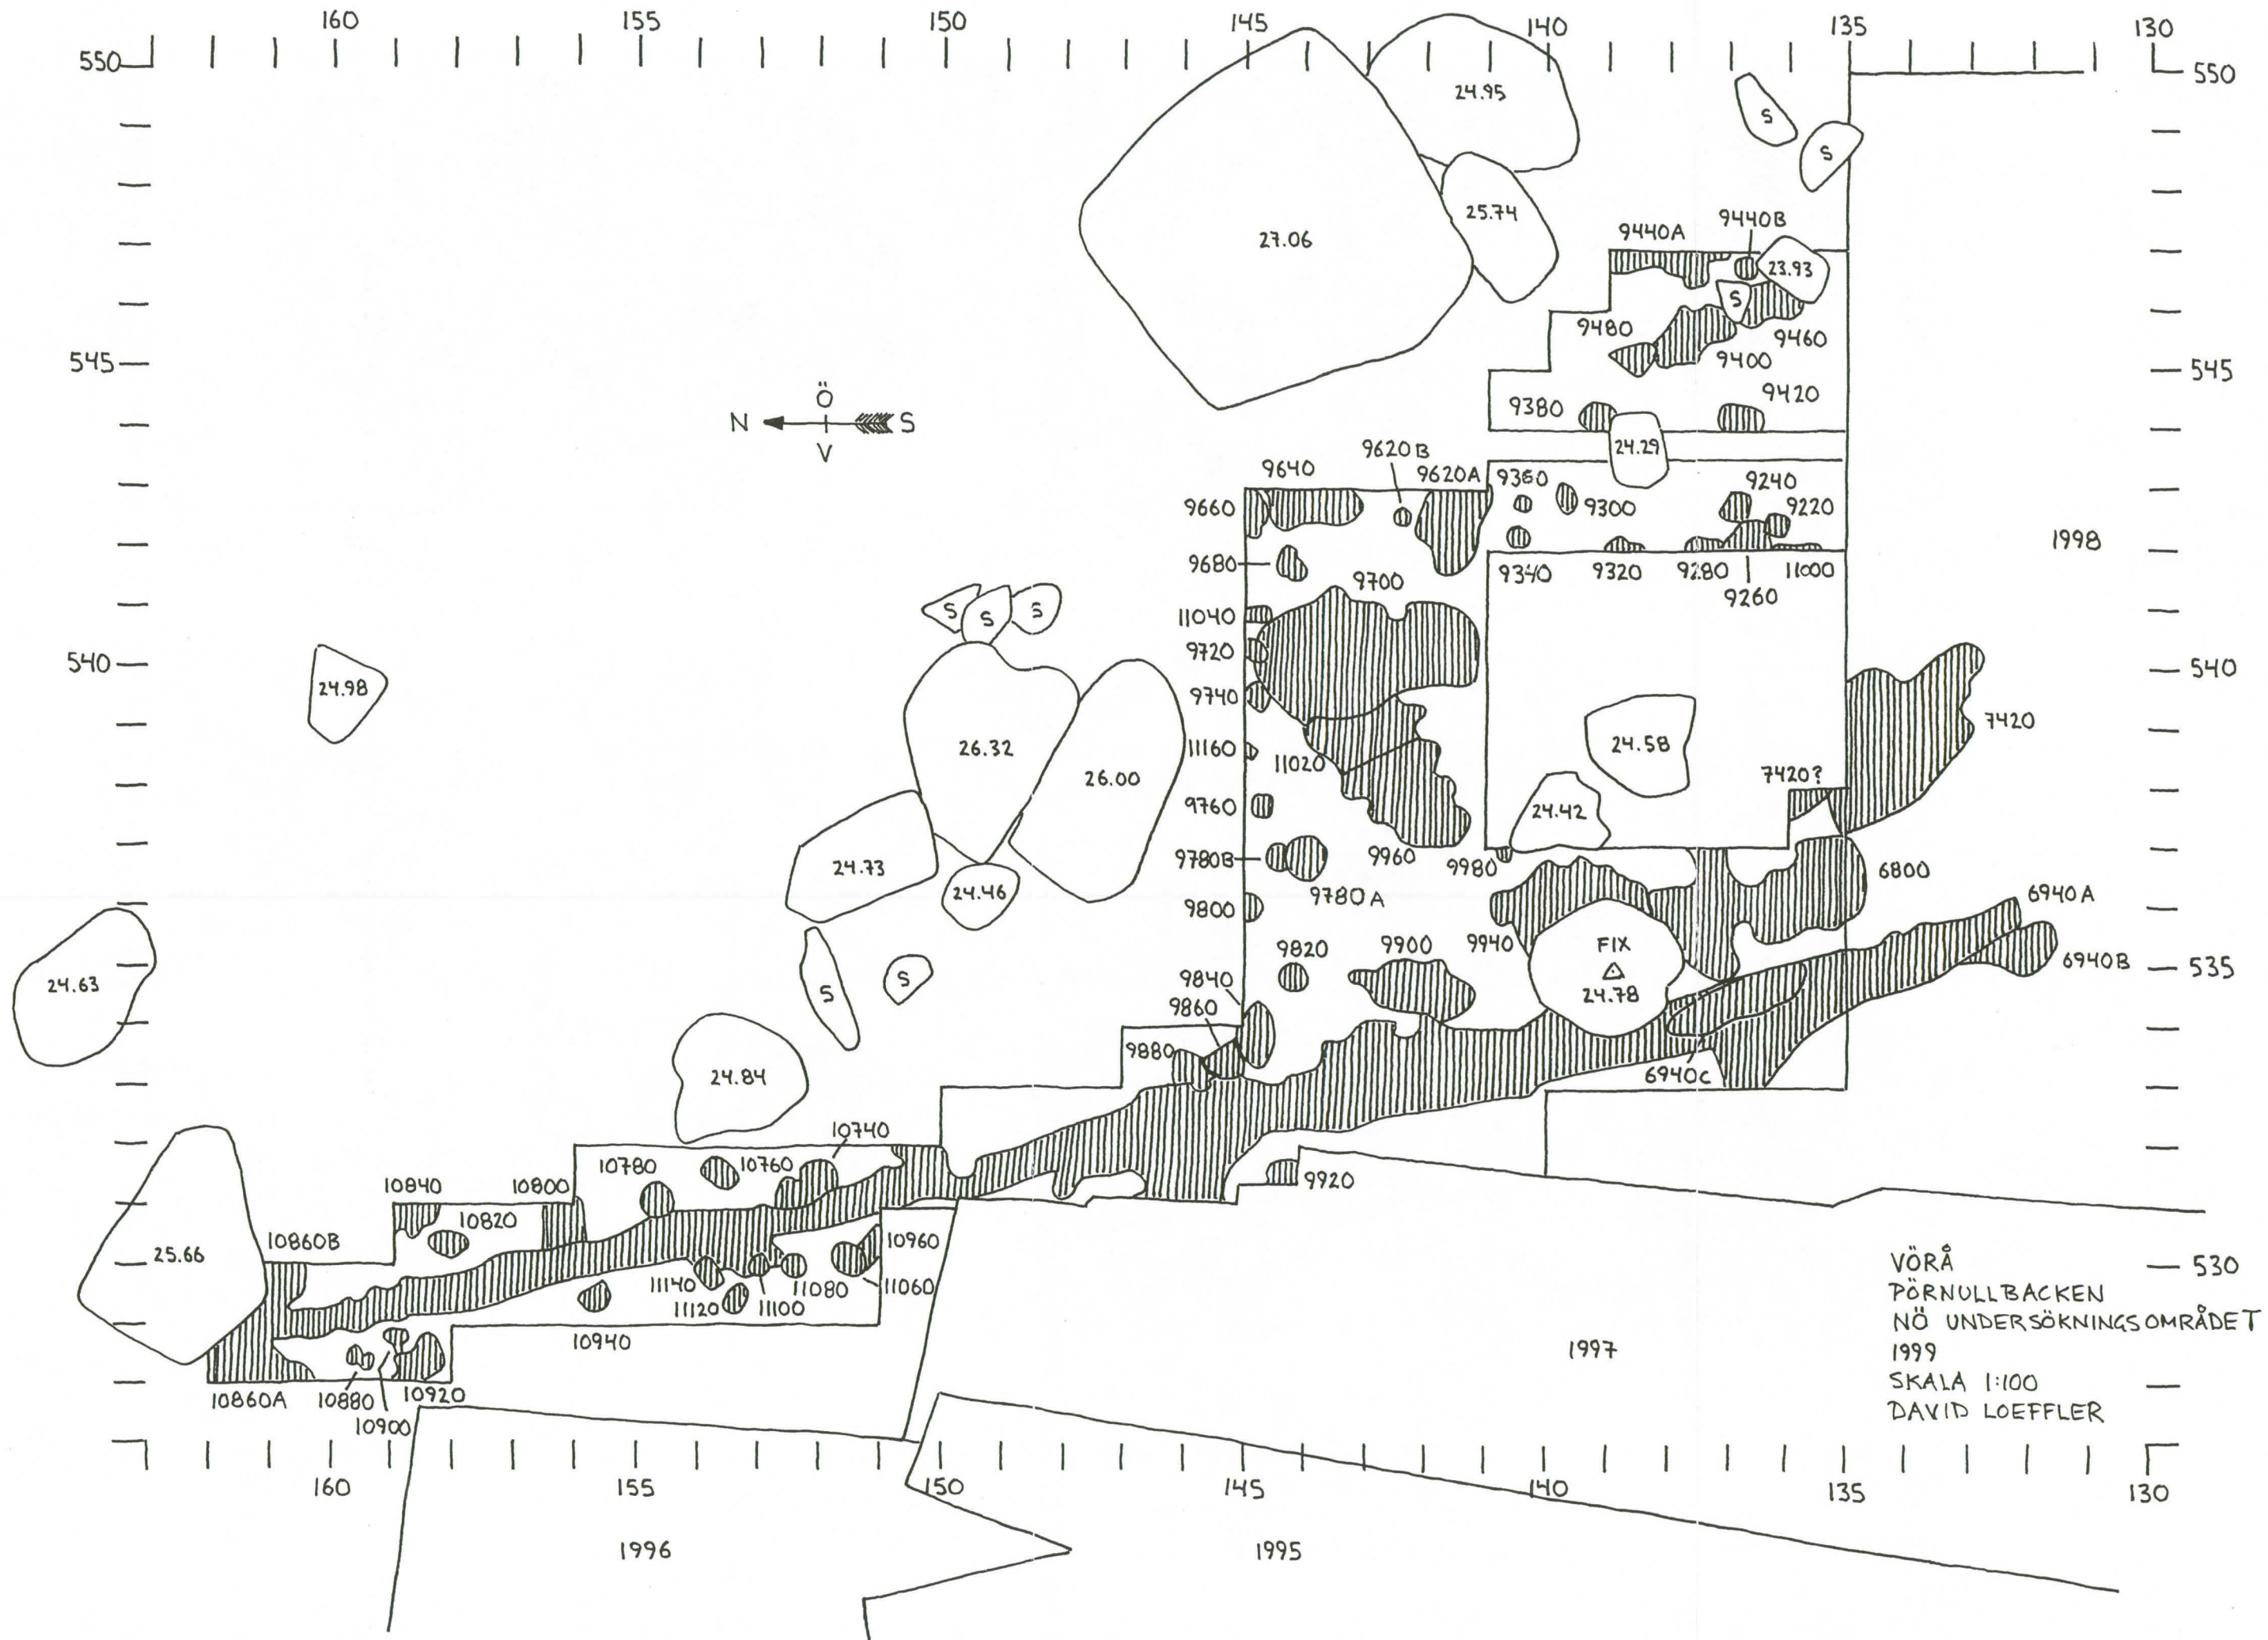 160 155 150 145 140 135 130
550 550
24.95
S
S
25.74
27.06
9440A 9440B
23.93
S
9480 9460
9400
545 545
9420
9380
Ö
N S
V
24.29
9620B
9640 9620A 9360 9240
9660 9300 9220
1998
9680 9340 9320 9280 11000
9700 9260
S S S
11040
9720
540 540
24.98
9740
7420
26.32 11160 24.58
11020
26.00 7420?
9760
24.42
24.73 9780B 9960 9980
6800
24.46 9780A
9800
6940A
9820 9900 9940 FIX
6940B 535
24.63 S S 9840 24.78
9860
9880
24.84 6940C
10740
10780 10760
10840 10800 9920
10820
10860B 10960
25.66 530
11140 11080 11060
11120 11100
10940
10860A 10880 10920
10900
VÖRÅ
PÖRNULLBACKEN
NÖ UNDERSÖKNINGSOMRÅDET
1999
SKALA 1:100
DAVID LOEFFLER
1997
160 155 150 145 140 135 130
1996 1995